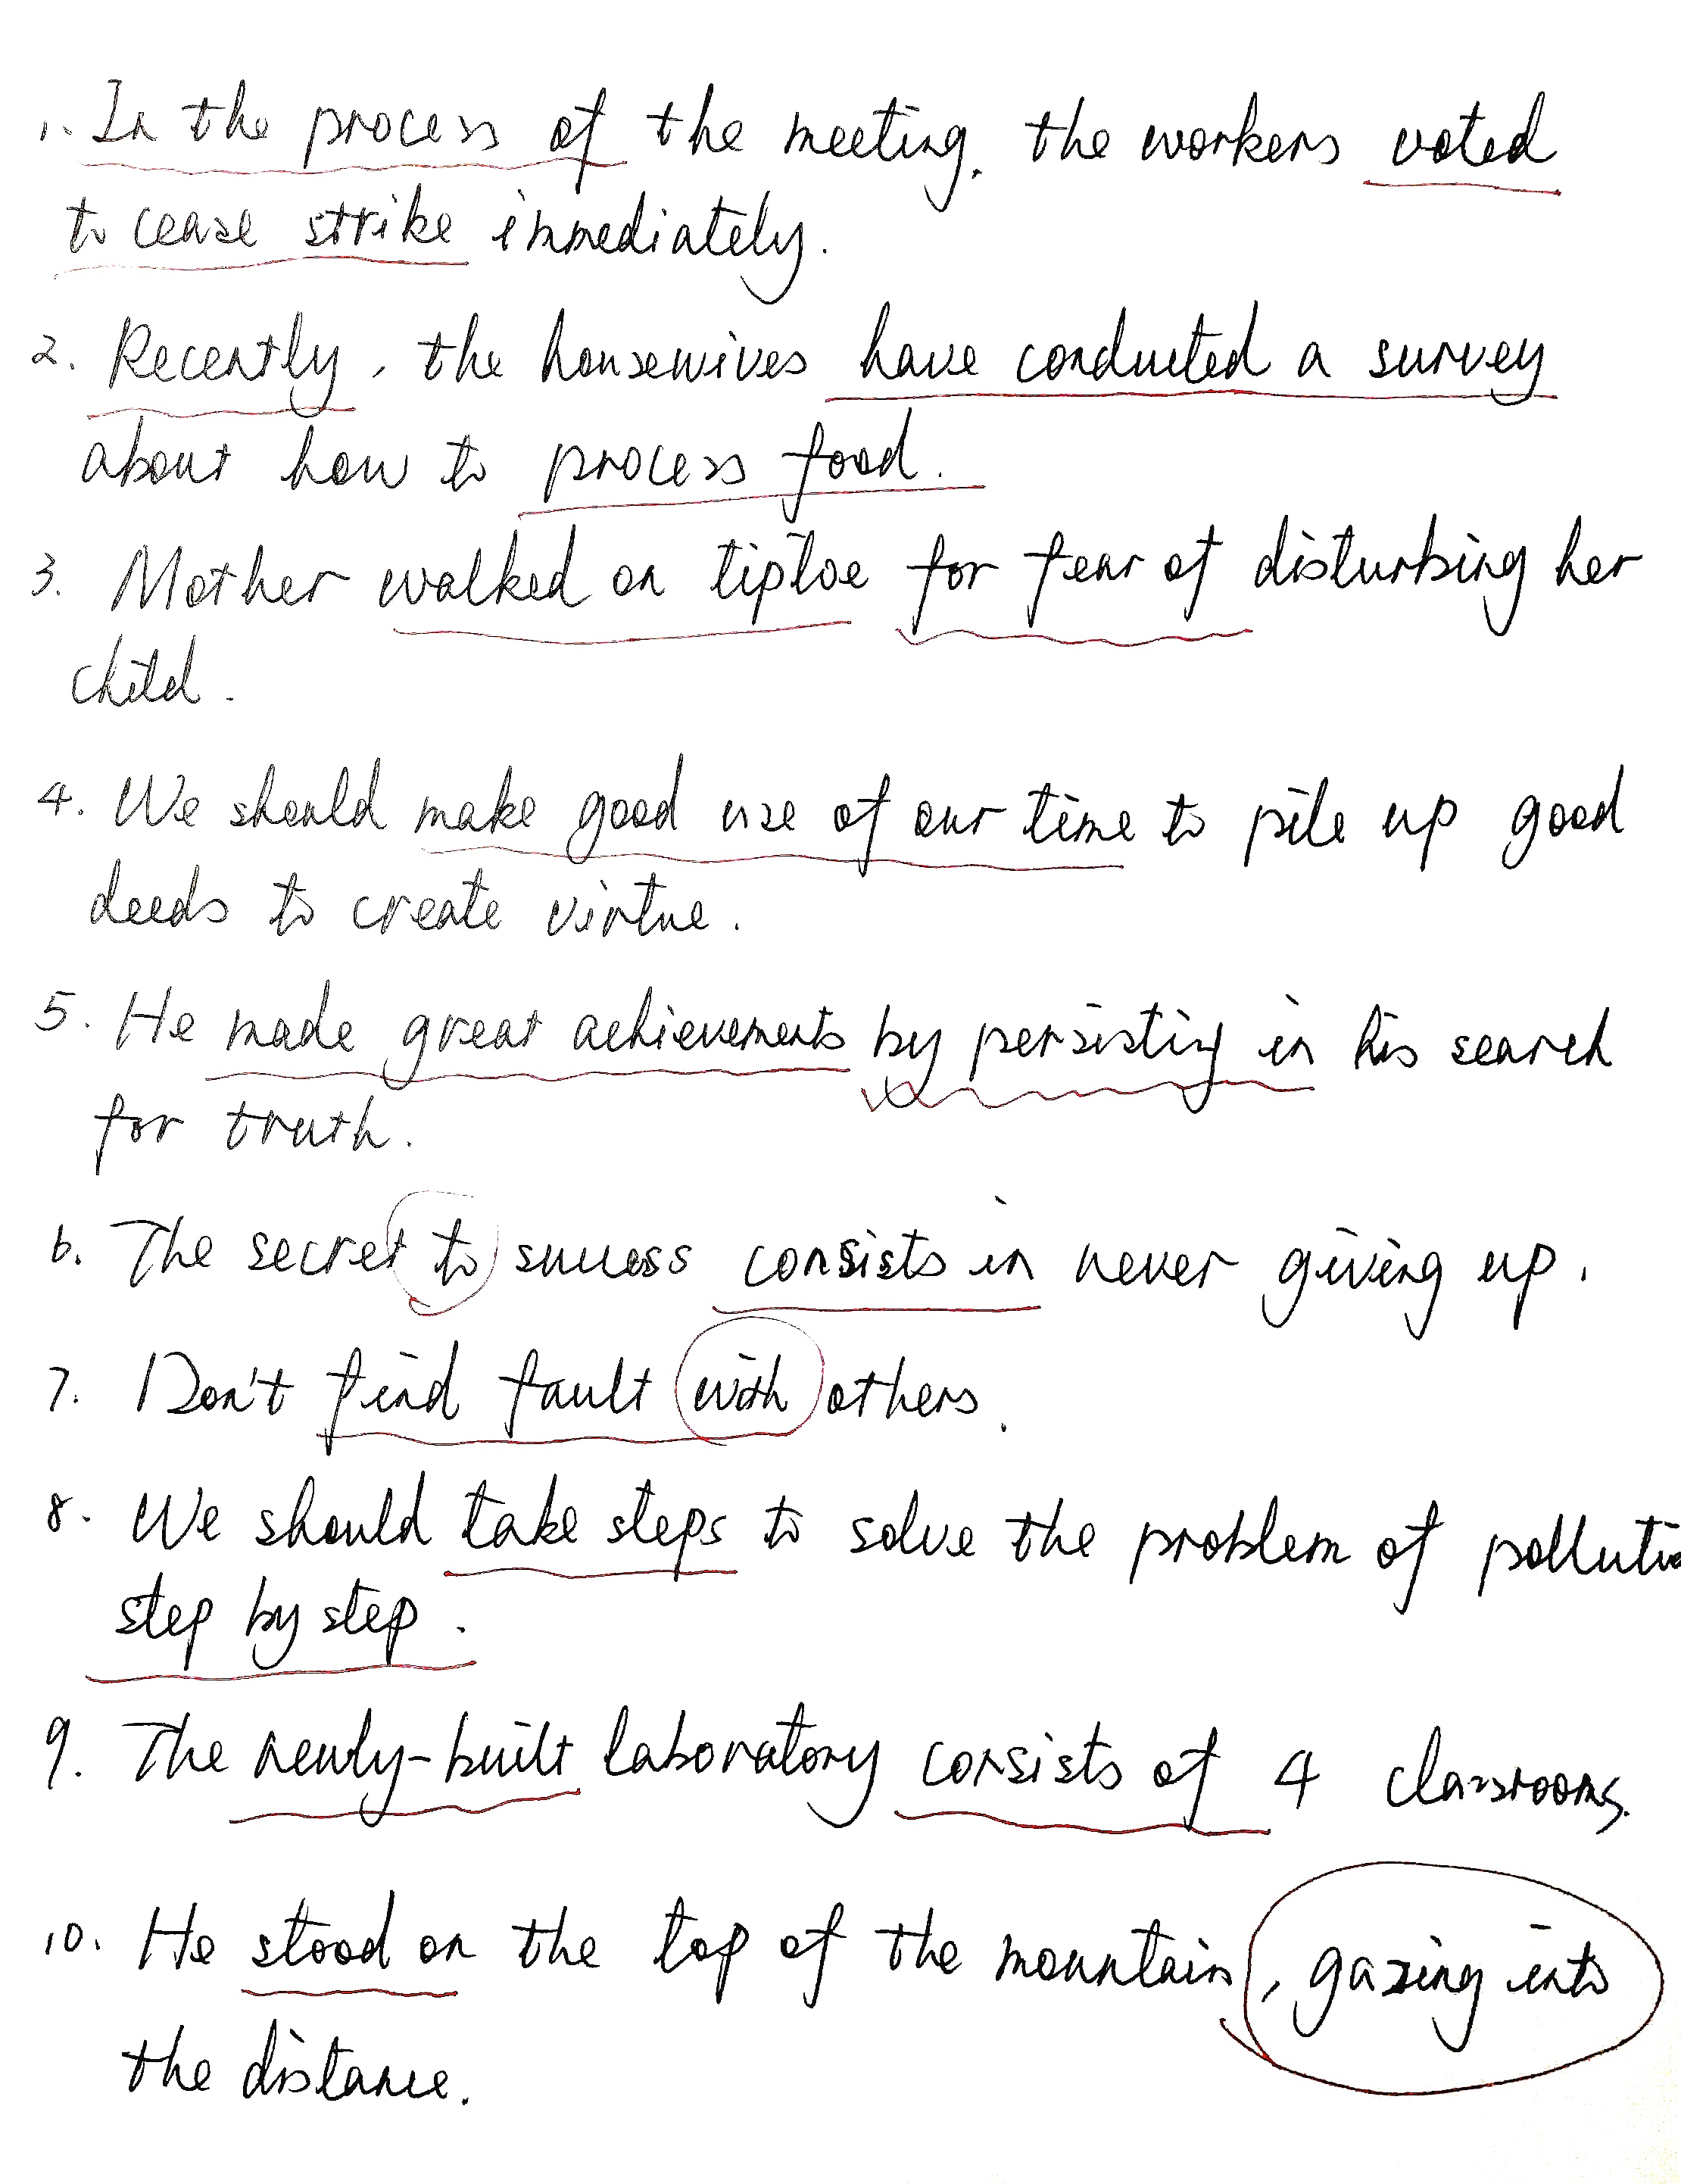 1. In the process of the meeting, the workers voted
to cease strike immediately.
2. Recently, the housewives have conducted a survey
about how to process food.
3. Mother walked on tiptoe for fear of disturbing her
child.
4. We should make good use of our time to pile up good
deeds to create virtue.
5. He made great achievements by persisting in his search
for truth.
6. The secret to success consists in never giving up.
7. Don't find fault with others.
8. We should take steps to solve the problem of pollutio
step by step.
9. The newly-built laboratory consists of 4 classrooms.
10. He stood on the top of the mountain, gazing into
the distance.